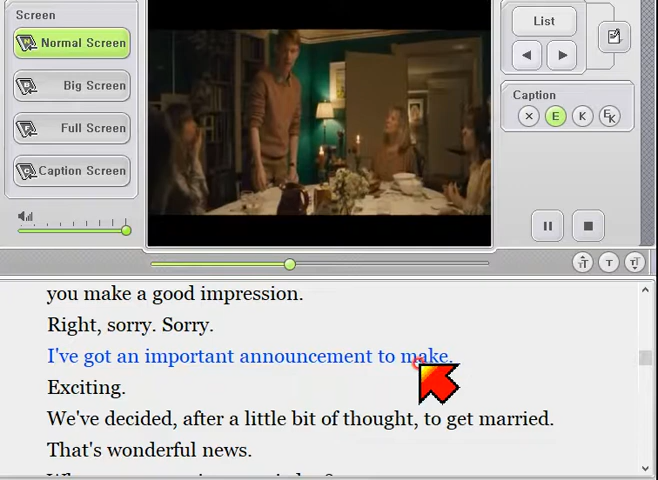 Screen
Normal Screen
Big Screen
Full Screen
Caption Screen
List
Caption
X E K EK
T T T
you make a good impression.
Right, sorry. Sorry.
I've got an important announcement to make.
Exciting.
We've decided, after a little bit of thought, to get married.
That's wonderful news.